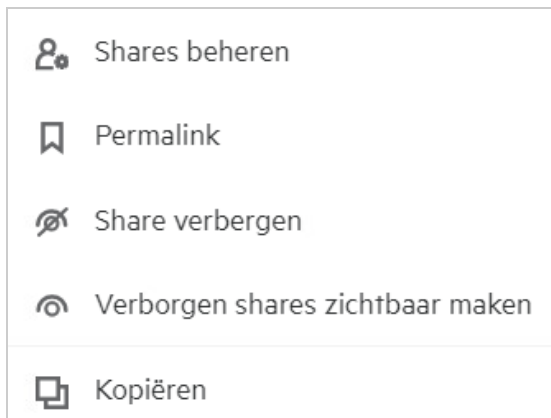 Shares beheren
Permalink
Share verbergen
Verborgen shares zichtbaar maken
Kopiëren